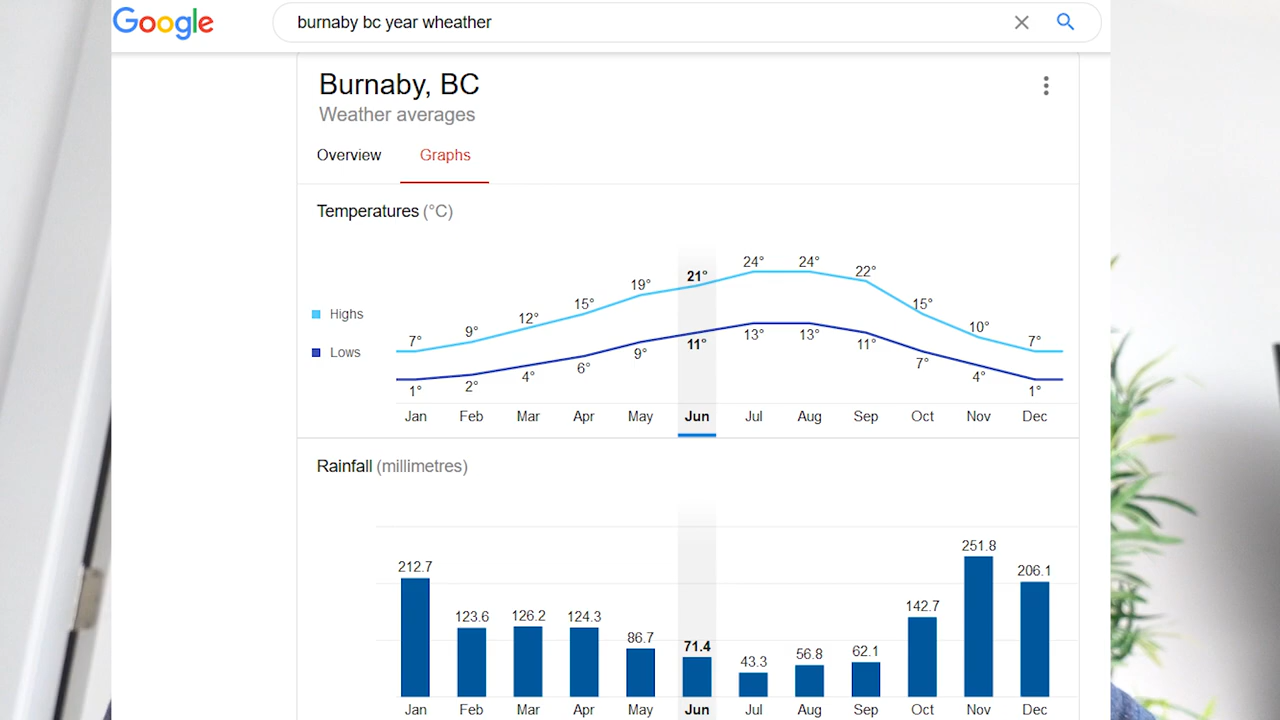 Google burnaby bc year wheather
Burnaby, BC
Weather averages
Overview Graphs
Temperatures (°C)
24° 24°
22°
21°
19°
15° 15°
12°
10°
9°
7° 7°
Highs
Lows
13° 13°
11° 11°
9°
7°
6°
4° 4°
2°
1° 1°
Jan Feb Mar Apr May Jun Jul Aug Sep Oct Nov Dec
Rainfall (millimetres)
251.8
212.7 206.1
142.7
123.6 126.2 124.3
86.7
71.4
62.1
56.8
43.3
Jan Feb Mar Apr May Jun Jul Aug Sep Oct Nov Dec